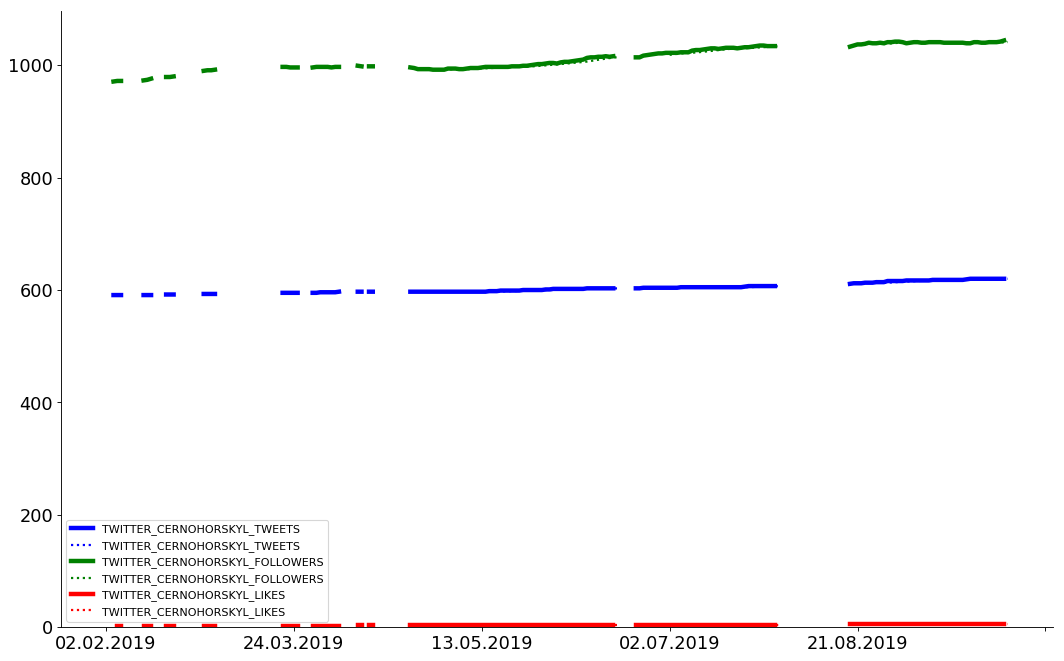 1000
800
600
400
200
0
TWITTER_CERNOHORSKYL_TWEETS
TWITTER_CERNOHORSKYL_TWEETS
TWITTER_CERNOHORSKYL_FOLLOWERS
TWITTER_CERNOHORSKYL_FOLLOWERS
TWITTER_CERNOHORSKYL_LIKES
TWITTER_CERNOHORSKYL_LIKES
02.02.2019 24.03.2019 13.05.2019 02.07.2019 21.08.2019